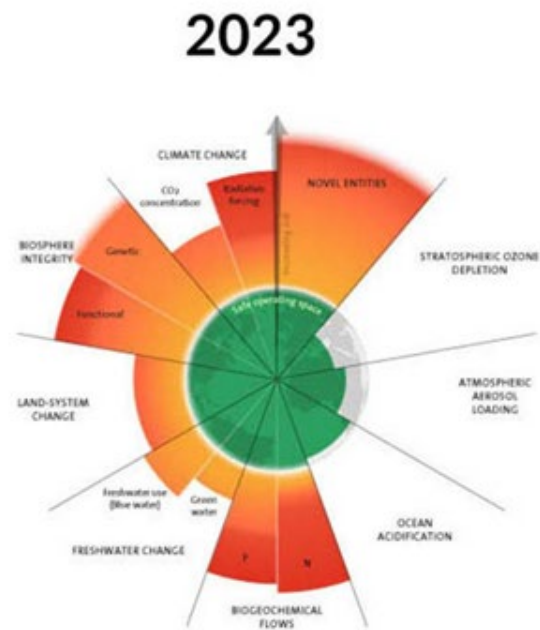 2023
CLIMATE CHANGE
CO2
concentration
Radiation
forcing
NOVEL ENTITIES
STRATOSPHERIC OZONE
DEPLETION
BIOSPHERE
INTEGRITY
Genetic
Functional
Safe operating space
ATMOSPHERIC
AEROSOL
LOADING
LAND-SYSTEM
CHANGE
Freshwater use
(Blue water)
Green
water
OCEAN
ACIDIFICATION
FRESHWATER CHANGE
P
N
BIOGEOCHEMICAL
FLOWS